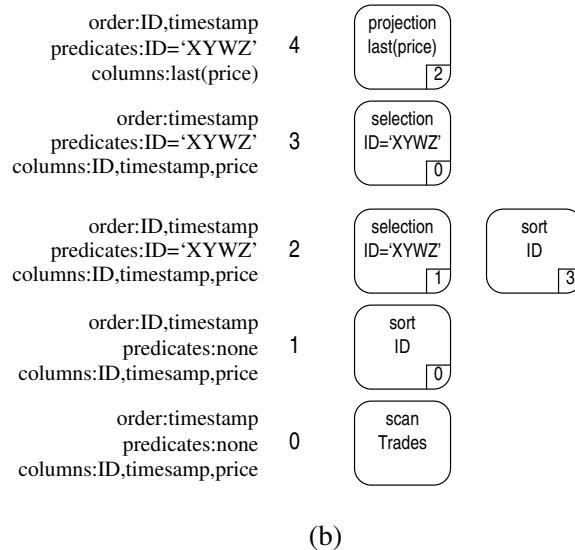 order:ID,timestamp
predicates:ID=‘XYWZ’
columns:last(price)
4
projection
last(price)
2
order:timestamp
predicates:ID=‘XYWZ’
columns:ID,timestamp,price
3
selection
ID=‘XYWZ’
0
order:ID,timestamp
predicates:ID=‘XYWZ’
columns:ID,timestamp,price
2
selection
ID=‘XYWZ’
1
sort
ID
3
order:ID,timestamp
predicates:none
columns:ID,timesamp,price
1
sort
ID
0
order:timestamp
predicates:none
columns:ID,timesamp,price
0
scan
Trades
(b)